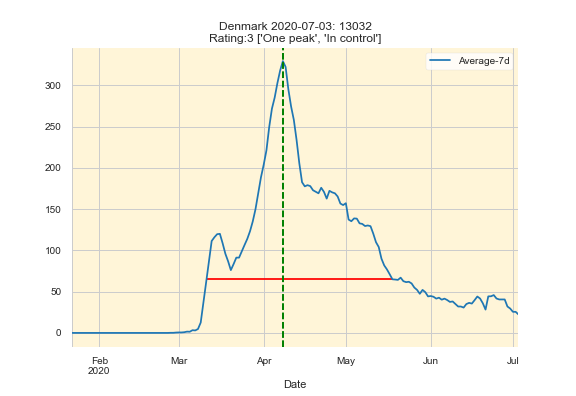 Denmark 2020-07-03: 13032
Rating:3 ['One peak', 'In control']
Average-7d
300
250
200
150
100
50
0
Feb
2020
Mar
Apr
May
Jun
Jul
Date